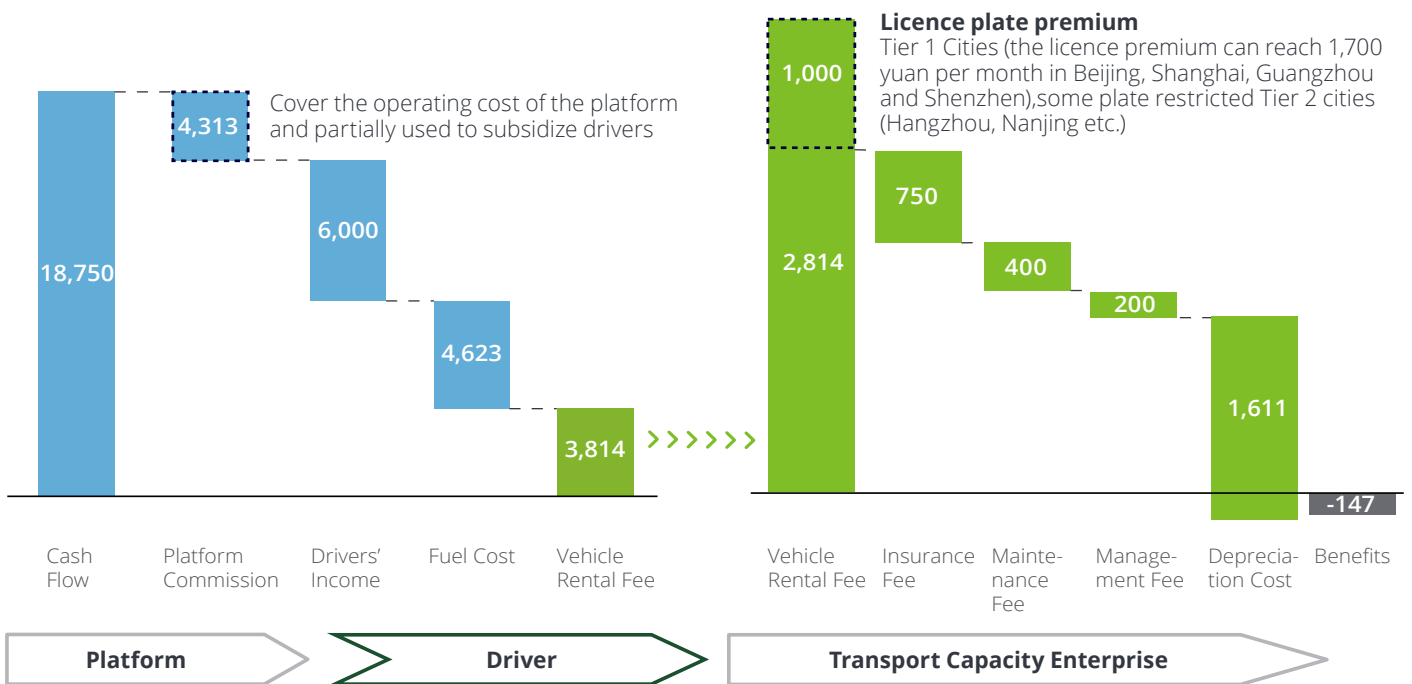 Licence plate premium
Tier 1 Cities (the licence premium can reach 1,700
yuan per month in Beijing, Shanghai, Guangzhou
and Shenzhen),some plate restricted Tier 2 cities
(Hangzhou, Nanjing etc.)
Cover the operating cost of the platform
and partially used to subsidize drivers
18,750
4,313
6,000
4,623
3,814
1,000
2,814
750
400
200
1,611
-147
Cash
Flow
Platform
Commission
Drivers’
Income
Fuel Cost
Vehicle
Rental Fee
Vehicle
Rental Fee
Insurance
Fee
Mainte-
nance
Fee
Manage-
ment Fee
Deprecia-
tion Cost
Benefits
Platform
Driver
Transport Capacity Enterprise